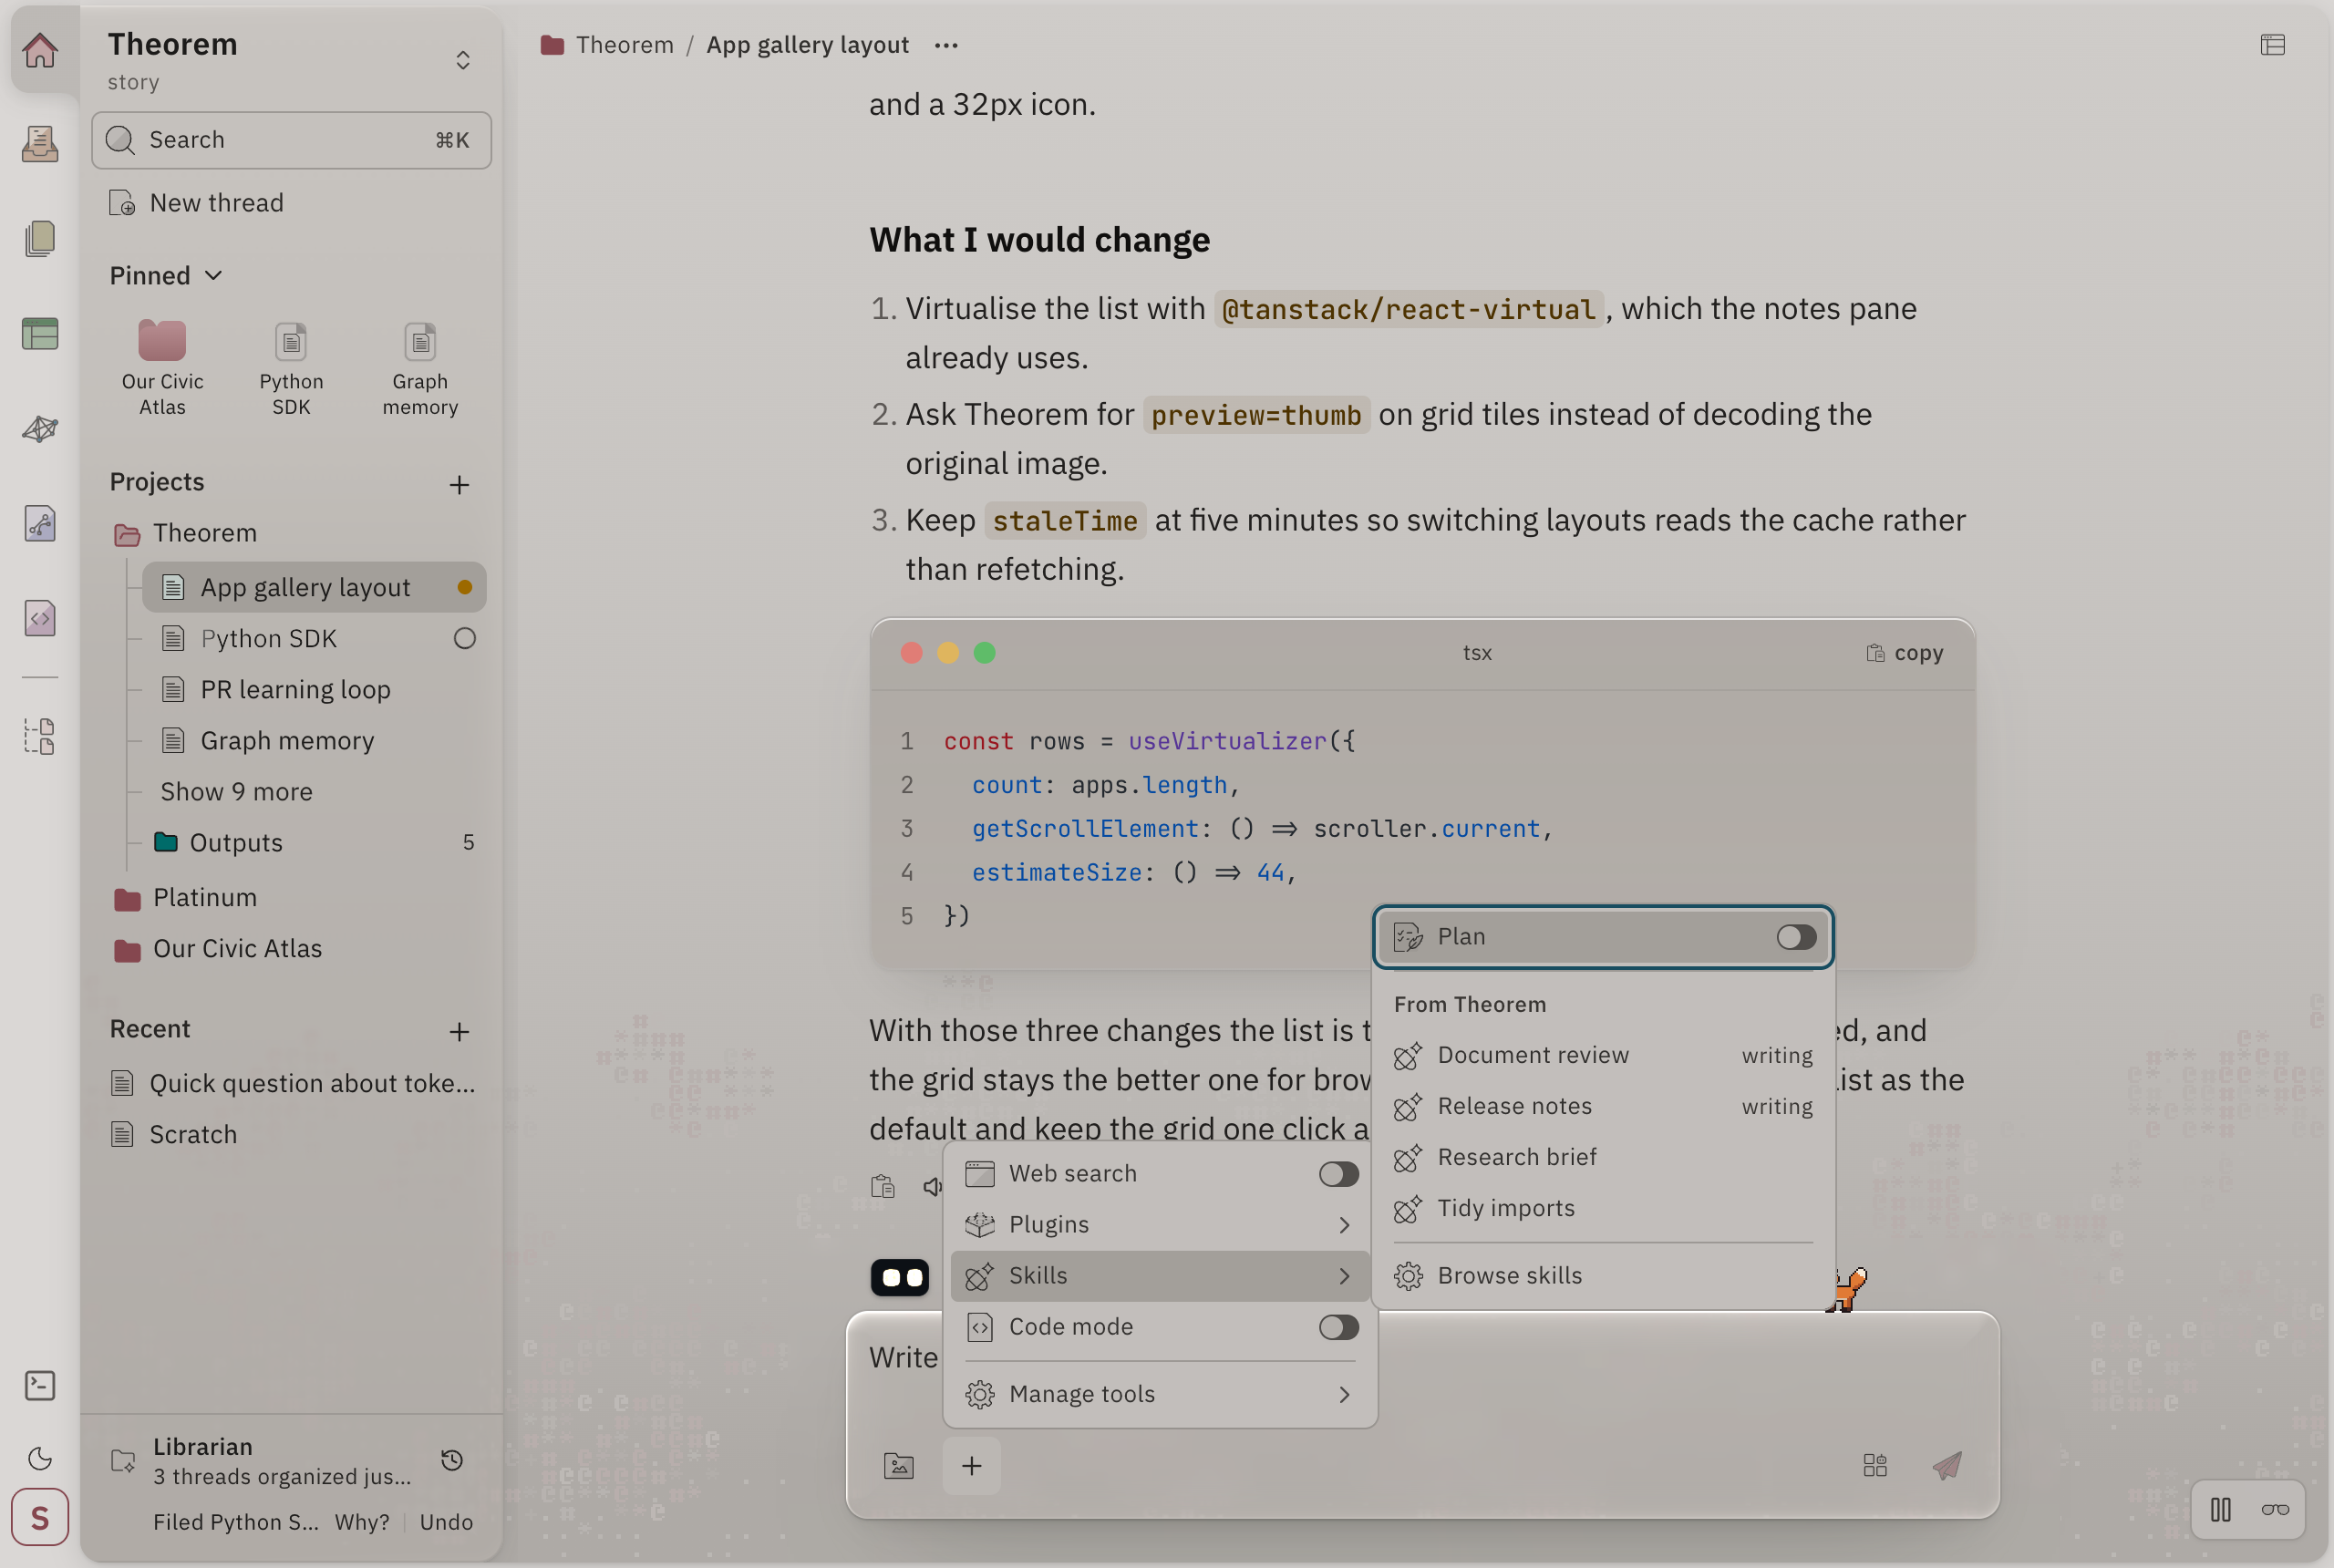 Theorem
story
Search ⌘K
New thread
Pinned
Our Civic Atlas
Python SDK
Graph memory
Projects
Theorem
App gallery layout
Python SDK
PR learning loop
Graph memory
Show 9 more
Outputs 5
Platinum
Our Civic Atlas
Recent
Quick question about toke...
Scratch
Librarian
3 threads organized jus...
Filed Python S... Why? Undo
S
Theorem / App gallery layout ...
and a 32px icon.
What I would change
1. Virtualise the list with @tanstack/react-virtual, which the notes pane
already uses.
2. Ask Theorem for preview=thumb on grid tiles instead of decoding the
original image.
3. Keep staleTime at five minutes so switching layouts reads the cache rather
than refetching.
tsx copy
1 const rows = useVirtualizer({
2 count: apps.length,
3 getScrollElement: () => scroller.current,
4 estimateSize: () => 44,
5 })
With those three changes the list is t ed, and
the grid stays the better one for brow ist as the
default and keep the grid one click a
Plan
From Theorem
Document review writing
Release notes writing
Research brief
Tidy imports
Browse skills
Web search
Plugins
Skills
Code mode
Manage tools
Write